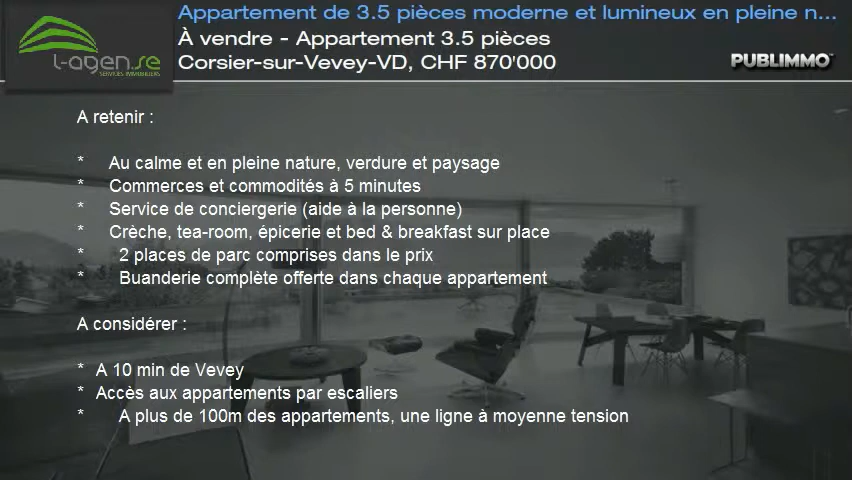 Appartement de 3.5 pièces moderne et lumineux en pleine n...
À vendre - Appartement 3.5 pièces
Corsier-sur-Vevey-VD, CHF 870'000
l-agen.se
SERVICES IMMOBILIERS
PUBLIMMO
A retenir :
* Au calme et en pleine nature, verdure et paysage
* Commerces et commodités à 5 minutes
* Service de conciergerie (aide à la personne)
* Crèche, tea-room, épicerie et bed & breakfast sur place
* 2 places de parc comprises dans le prix
* Buanderie complète offerte dans chaque appartement
A considérer :
* A 10 min de Vevey
* Accès aux appartements par escaliers
* A plus de 100m des appartements, une ligne à moyenne tension